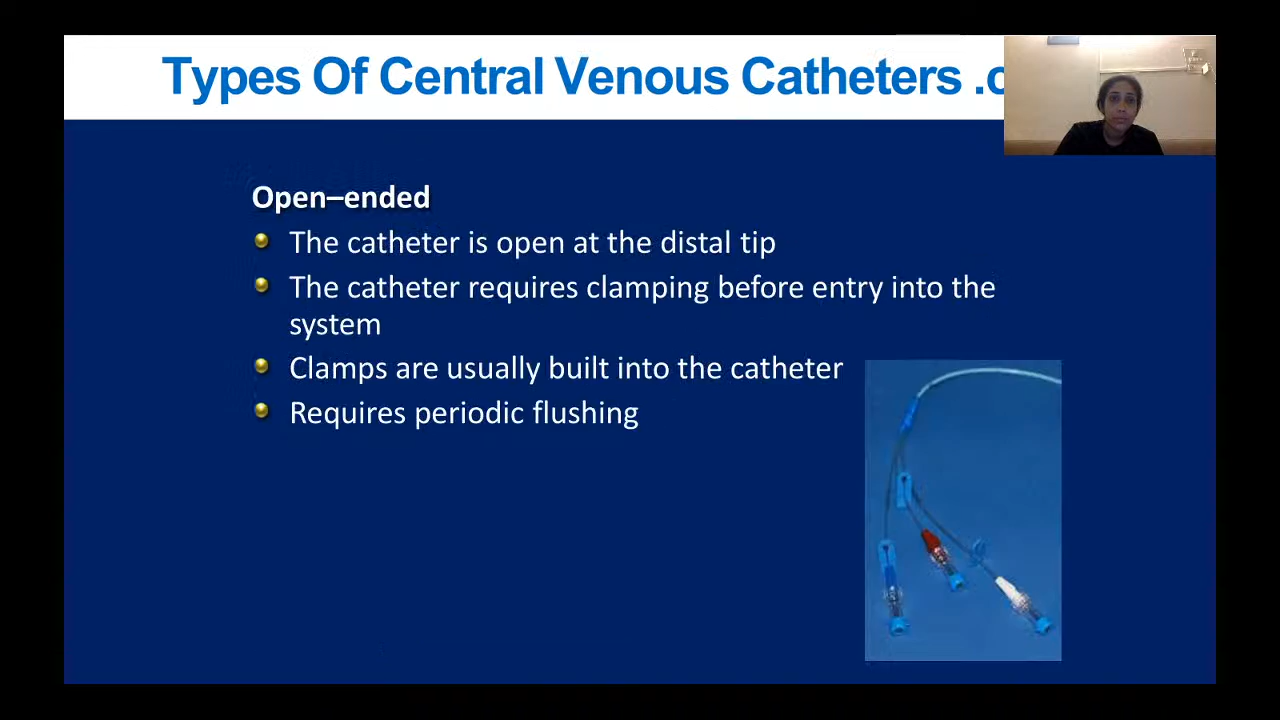 Types Of Central Venous Catheters .c
Open–ended
The catheter is open at the distal tip
The catheter requires clamping before entry into the
system
Clamps are usually built into the catheter
Requires periodic flushing